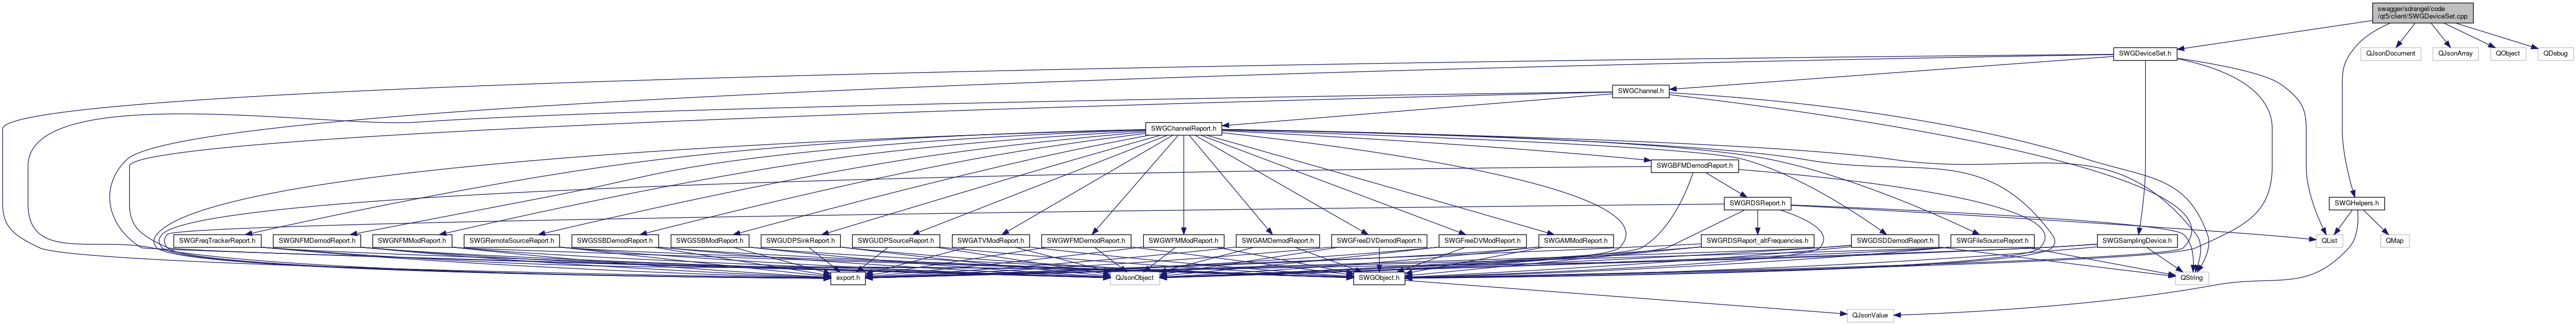 swagger/sdrangel/code
/qt5/client/SWGDeviceSet.cpp
SWGDeviceSet.h
QJsonDocument
QJsonArray
QObject
QDebug
SWGChannel.h
SWGChannelReport.h
SWGBFMDemodReport.h
SWGRDSReport.h
SWGHelpers.h
SWGFreqTrackerReport.h
SWGNFMDemodReport.h
SWGNFMModReport.h
SWGRemoteSourceReport.h
SWGSSBDemodReport.h
SWGSSBModReport.h
SWGUDPSinkReport.h
SWGUDPSourceReport.h
SWGATVModReport.h
SWGWFMDemodReport.h
SWGWFMModReport.h
SWGAMDemodReport.h
SWGFreeDVDemodReport.h
SWGFreeDVModReport.h
SWGAMModReport.h
SWGRDSReport_altFrequencies.h
SWGDSDDemodReport.h
SWGFileSourceReport.h
SWGSamplingDevice.h
QList
QMap
export.h
QJsonObject
SWGObject.h
QString
QJsonValue